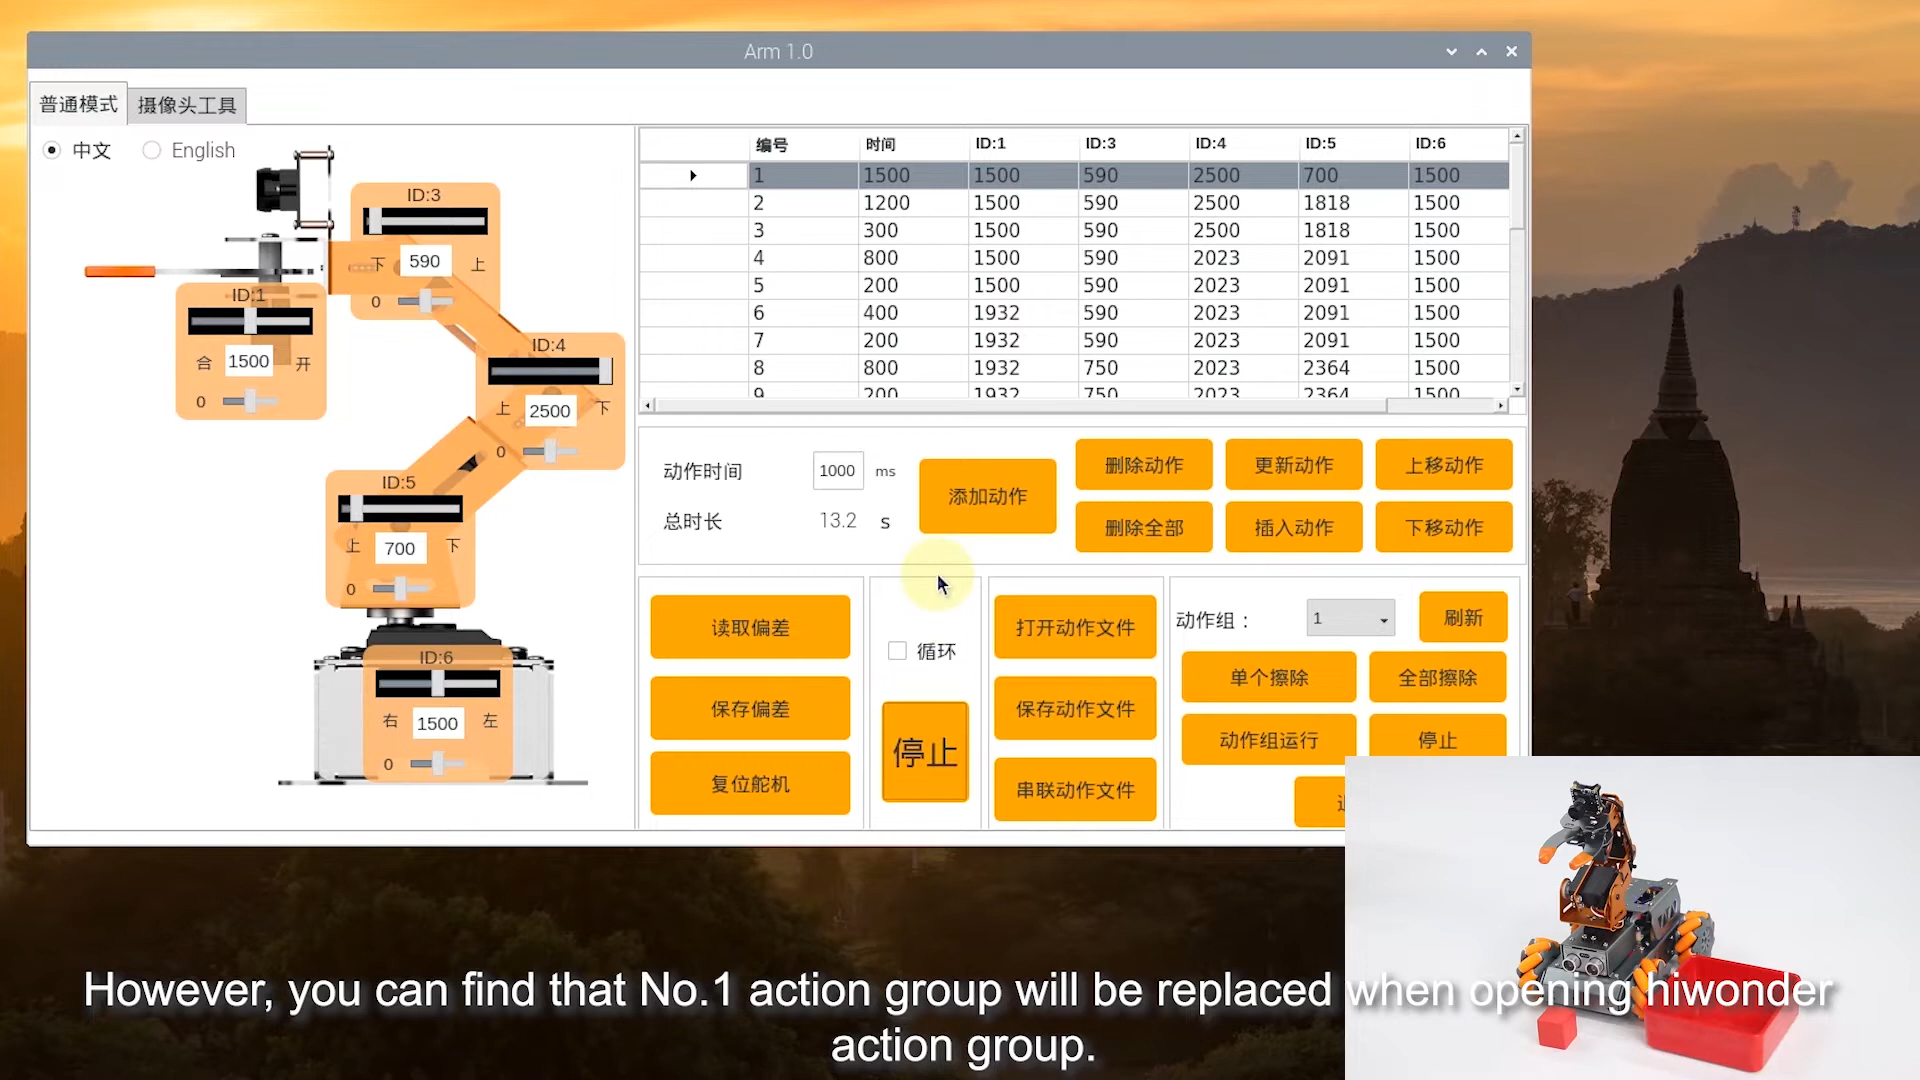 Arm 1.0
普通模式 摄像头工具
中文 English
ID:3
下 590 上
0
ID:1
合 1500 开
0
ID:4
上 2500 下
0
ID:5
上 700 下
0
ID:6
右 1500 左
0
编号 时间 ID:1 ID:3 ID:4 ID:5 ID:6
1 1500 1500 590 2500 700 1500
2 1200 1500 590 2500 1818 1500
3 300 1500 590 2500 1818 1500
4 800 1500 590 2023 2091 1500
5 200 1500 590 2023 2091 1500
6 400 1932 590 2023 2091 1500
7 200 1932 590 2023 2091 1500
8 800 1932 750 2023 2364 1500
9 200 1932 750 2023 2364 1500
动作时间 1000 ms
总时长 13.2 s
添加动作
删除动作 更新动作 上移动作
删除全部 插入动作 下移动作
读取偏差
保存偏差
复位舵机
循环
停止
打开动作文件
保存动作文件
串联动作文件
动作组： 1 刷新
单个擦除 全部擦除
动作组运行 停止
However, you can find that No.1 action group will be replaced when opening hiwonder
action group.